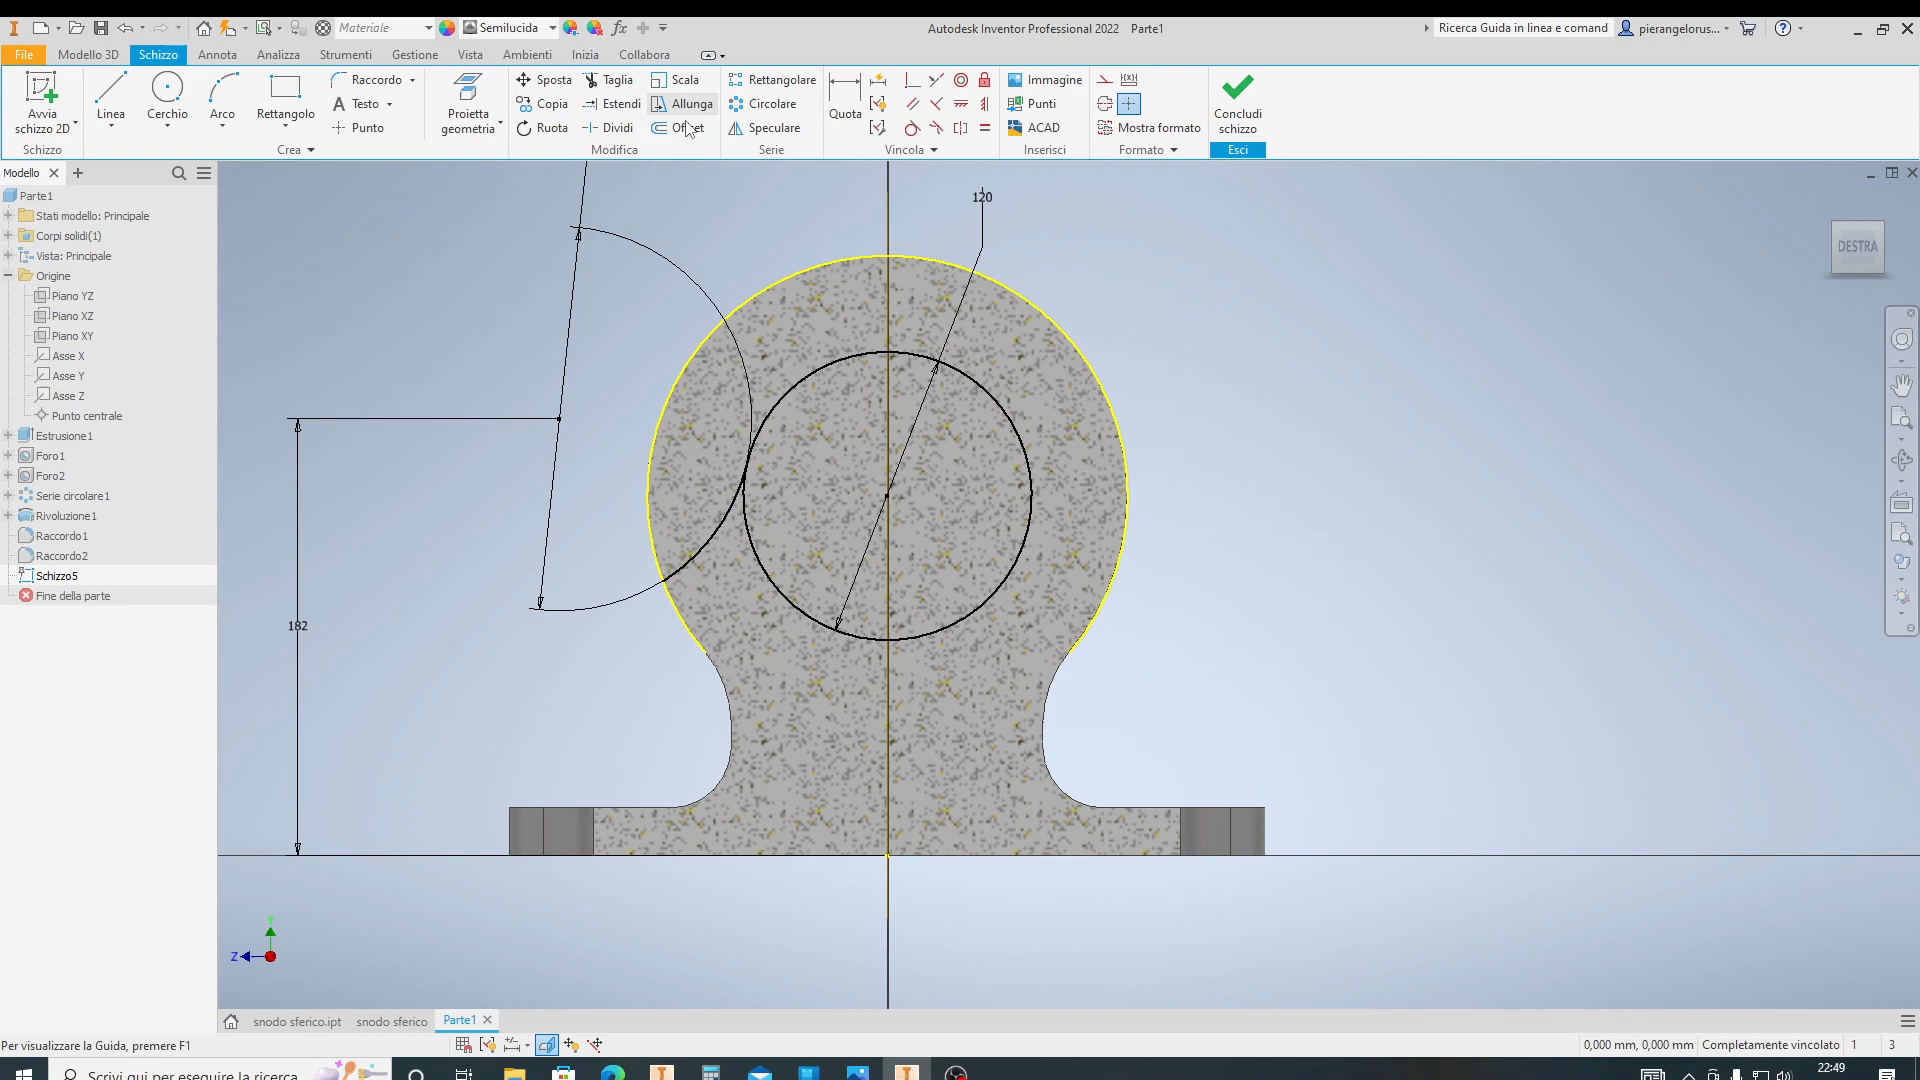 Materiale
Semilucida
Autodesk Inventor Professional 2022 Parte1
Ricerca Guida in linea e comand
pierangelorus...
File Modello 3D Schizzo Annota Analizza Strumenti Gestione Vista Ambienti Inizia Collabora
Avvia schizzo 2D
Linea
Cerchio
Arco
Rettangolo
Raccordo
Testo
Punto
Proietta geometria
Sposta Taglia Scala
Copia Estendi Allunga
Ruota Dividi Offset
Rettangolare
Circolare
Speculare
Quota
Immagine
Punti
ACAD
Mostra formato
Concludi schizzo
Schizzo Crea Modifica Serie Vincola Inserisci Formato Esci
Modello
Parte1
Stati modello: Principale
Corpi solidi(1)
Vista: Principale
Origine
Piano YZ
Piano XZ
Piano XY
Asse X
Asse Y
Asse Z
Punto centrale
Estrusione1
Foro1
Foro2
Serie circolare1
Rivoluzione1
Raccordo1
Raccordo2
Schizzo5
Fine della parte
120
182
DESTRA
Y
Z
snodo sferico.ipt snodo sferico Parte1
Per visualizzare la Guida, premere F1
0,000 mm, 0,000 mm Completamente vincolato 1 3
Scrivi qui per eseguire la ricerca
22:49